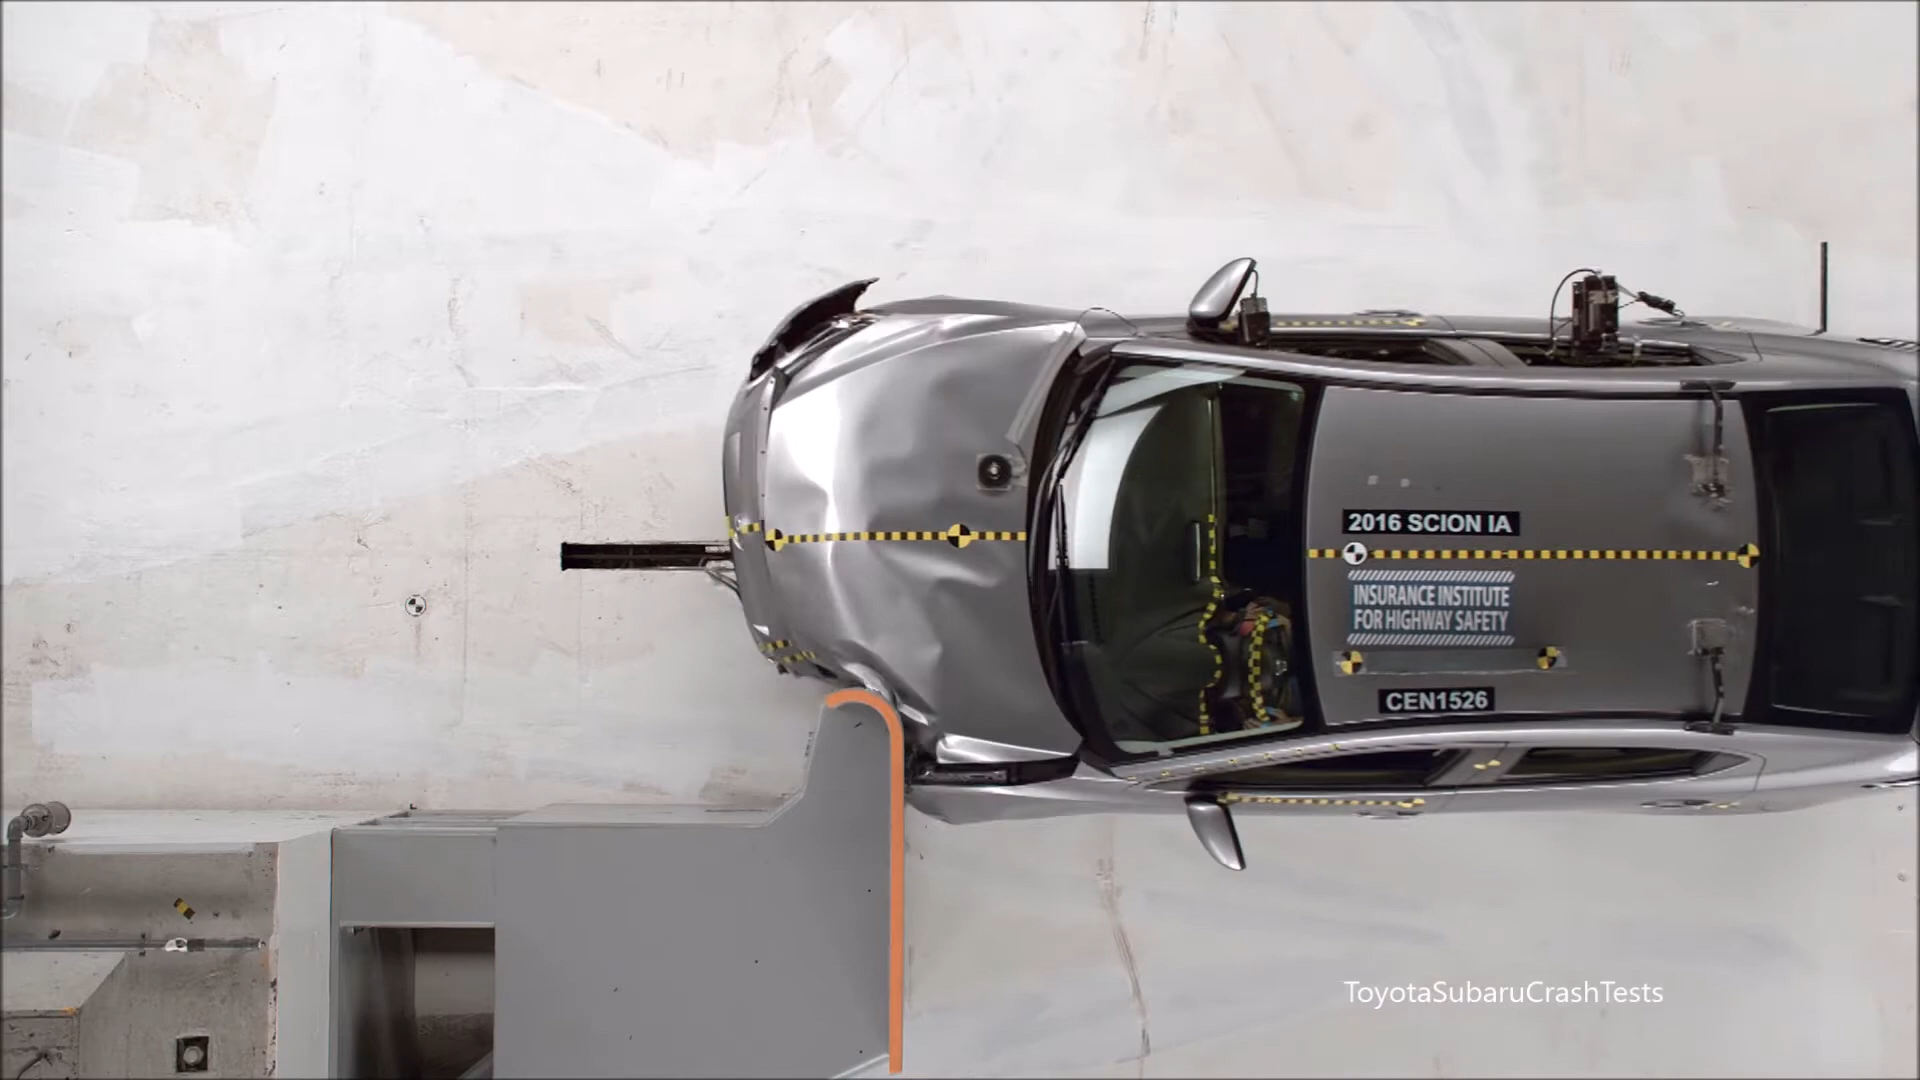 2016 SCION IA
INSURANCE INSTITUTE
FOR HIGHWAY SAFETY
CEN1526
ToyotaSubaruCrashTests